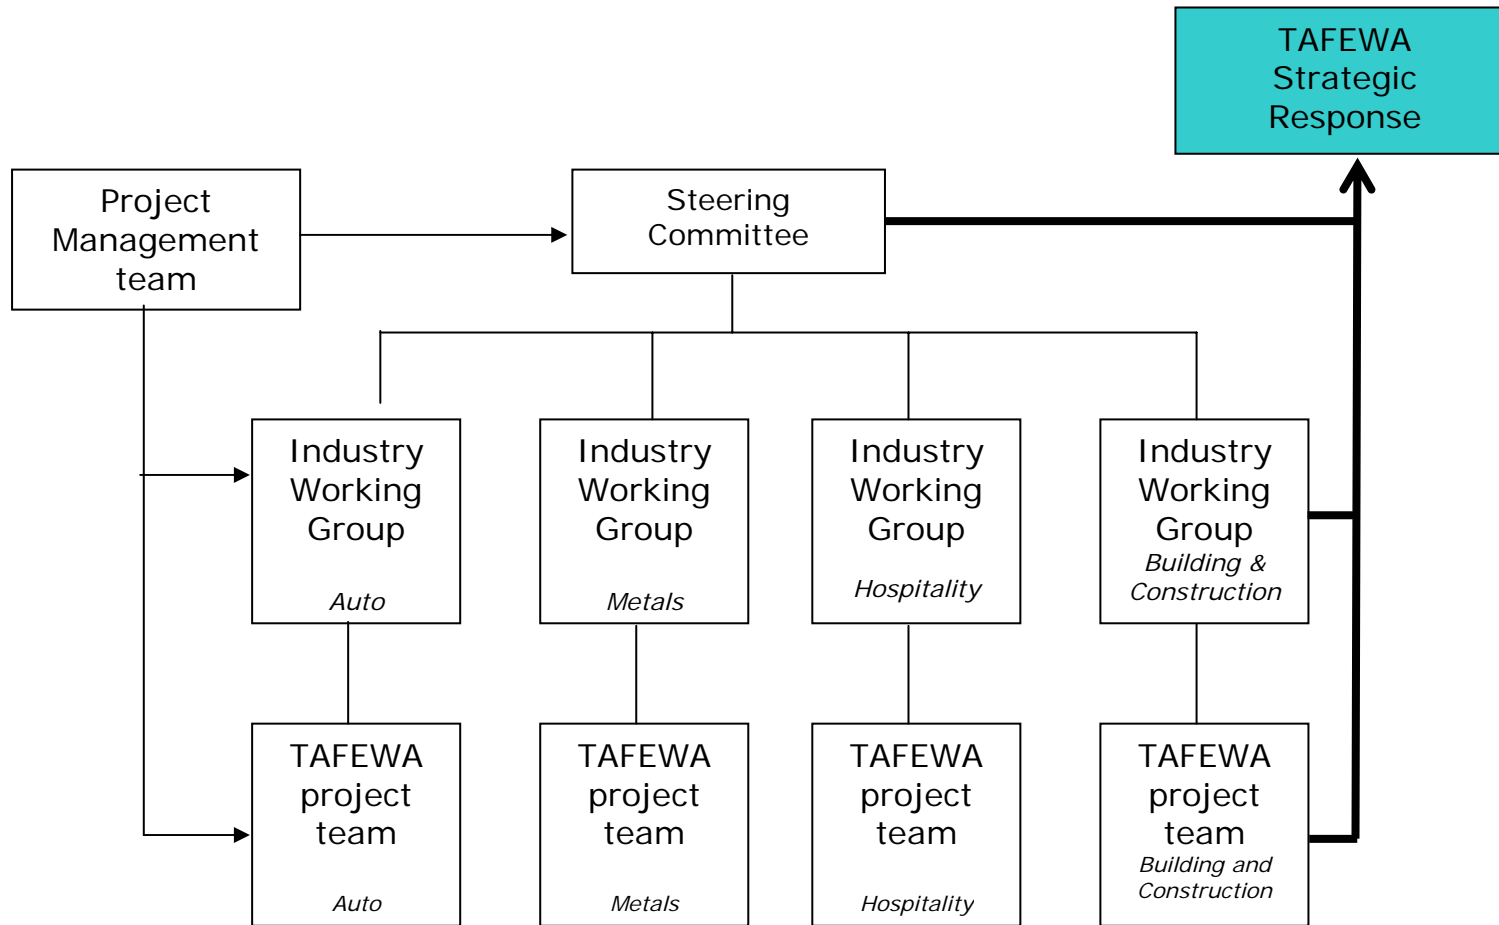 TAFEWA
Strategic
Response
Project
Management
team
Steering
Committee
Industry
Working
Group
Auto
Industry
Working
Group
Metals
Industry
Working
Group
Hospitality
Industry
Working
Group
Building &
Construction
TAFEWA
project
team
Auto
TAFEWA
project
team
Metals
TAFEWA
project
team
Hospitality
TAFEWA
project
team
Building and
Construction